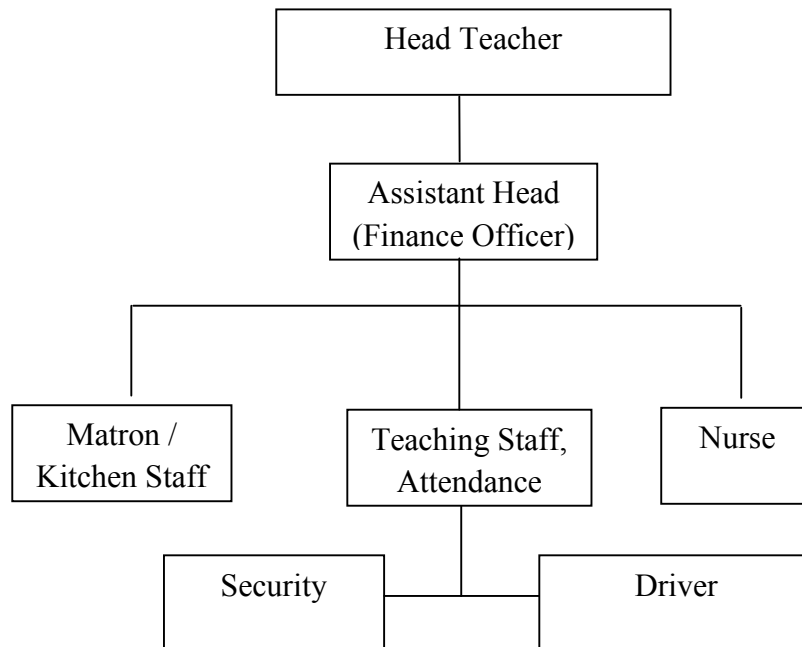 Head Teacher
Assistant Head
(Finance Officer)
Matron /
Kitchen Staff
Teaching Staff,
Attendance
Nurse
Security
Driver